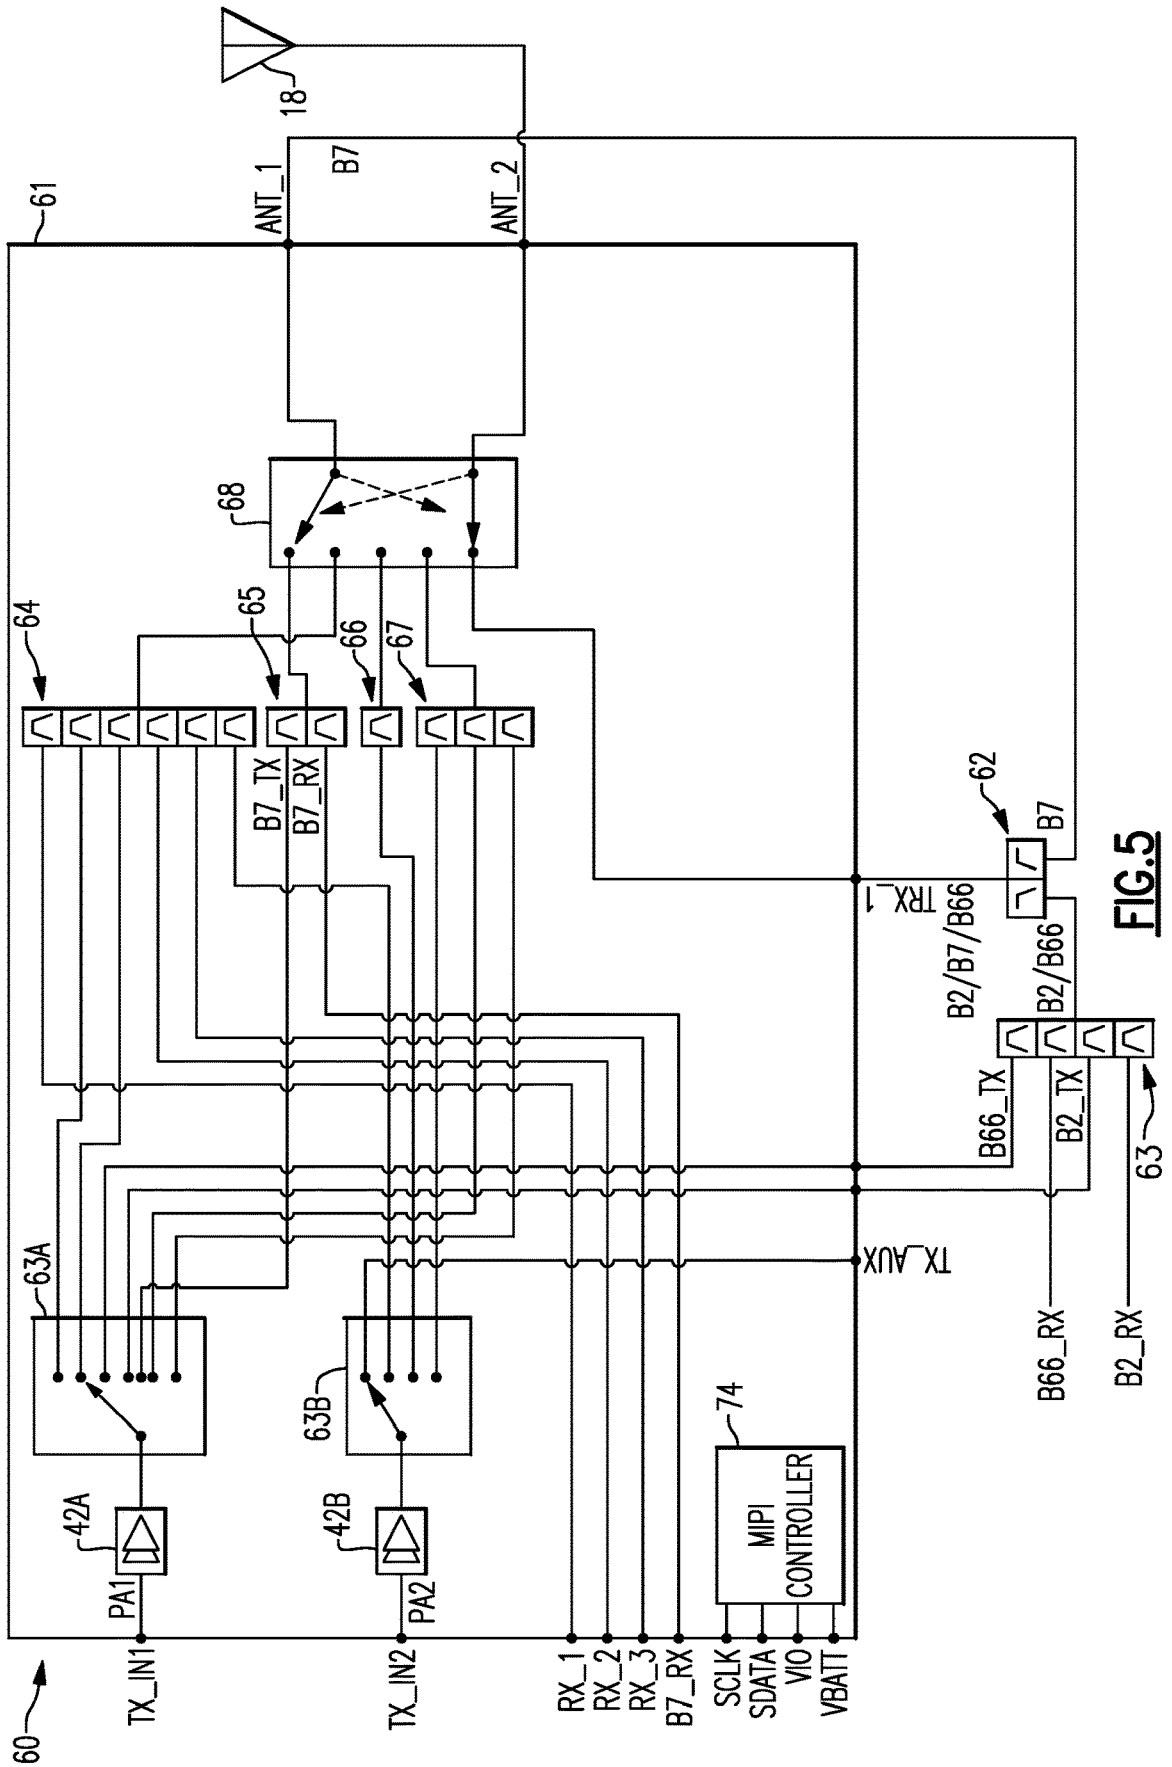 60
61
64
65
66
67
68
18
ANT_1
B7
ANT_2
63A
42A
PA1
TX_IN1
B7_TX
B7_RX
63B
42B
PA2
TX_IN2
RX_1
RX_2
RX_3
B7_RX
74
MIPI
CONTROLLER
SCLK
SDATA
VIO
VBATT
TX_AUX
TRX_1
B2/B7/B66
62
B7
B2/B66
B66_TX
B2_TX
63
B66_RX
B2_RX
FIG.5